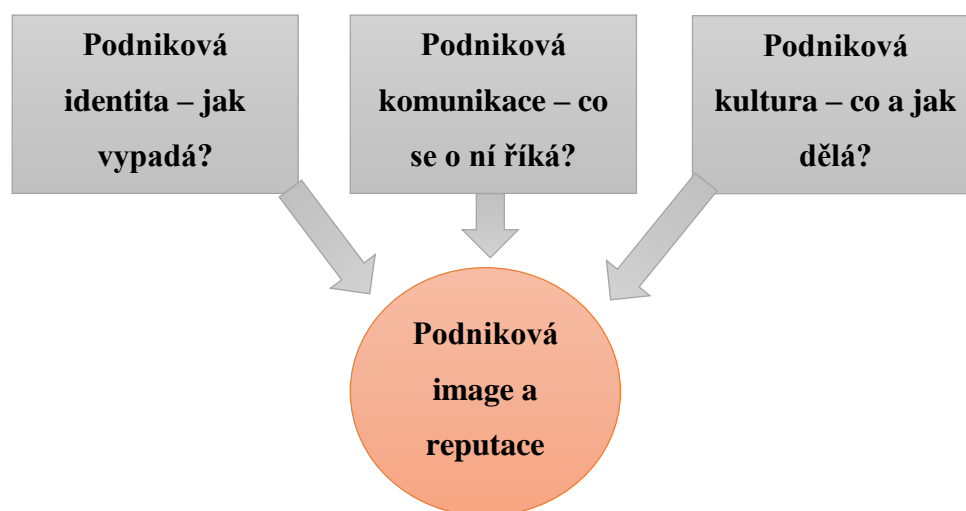 Podniková
identita – jak
vypadá?
Podniková
komunikace – co
se o ní říká?
Podniková
kultura – co a jak
dělá?
Podniková
image a
reputace